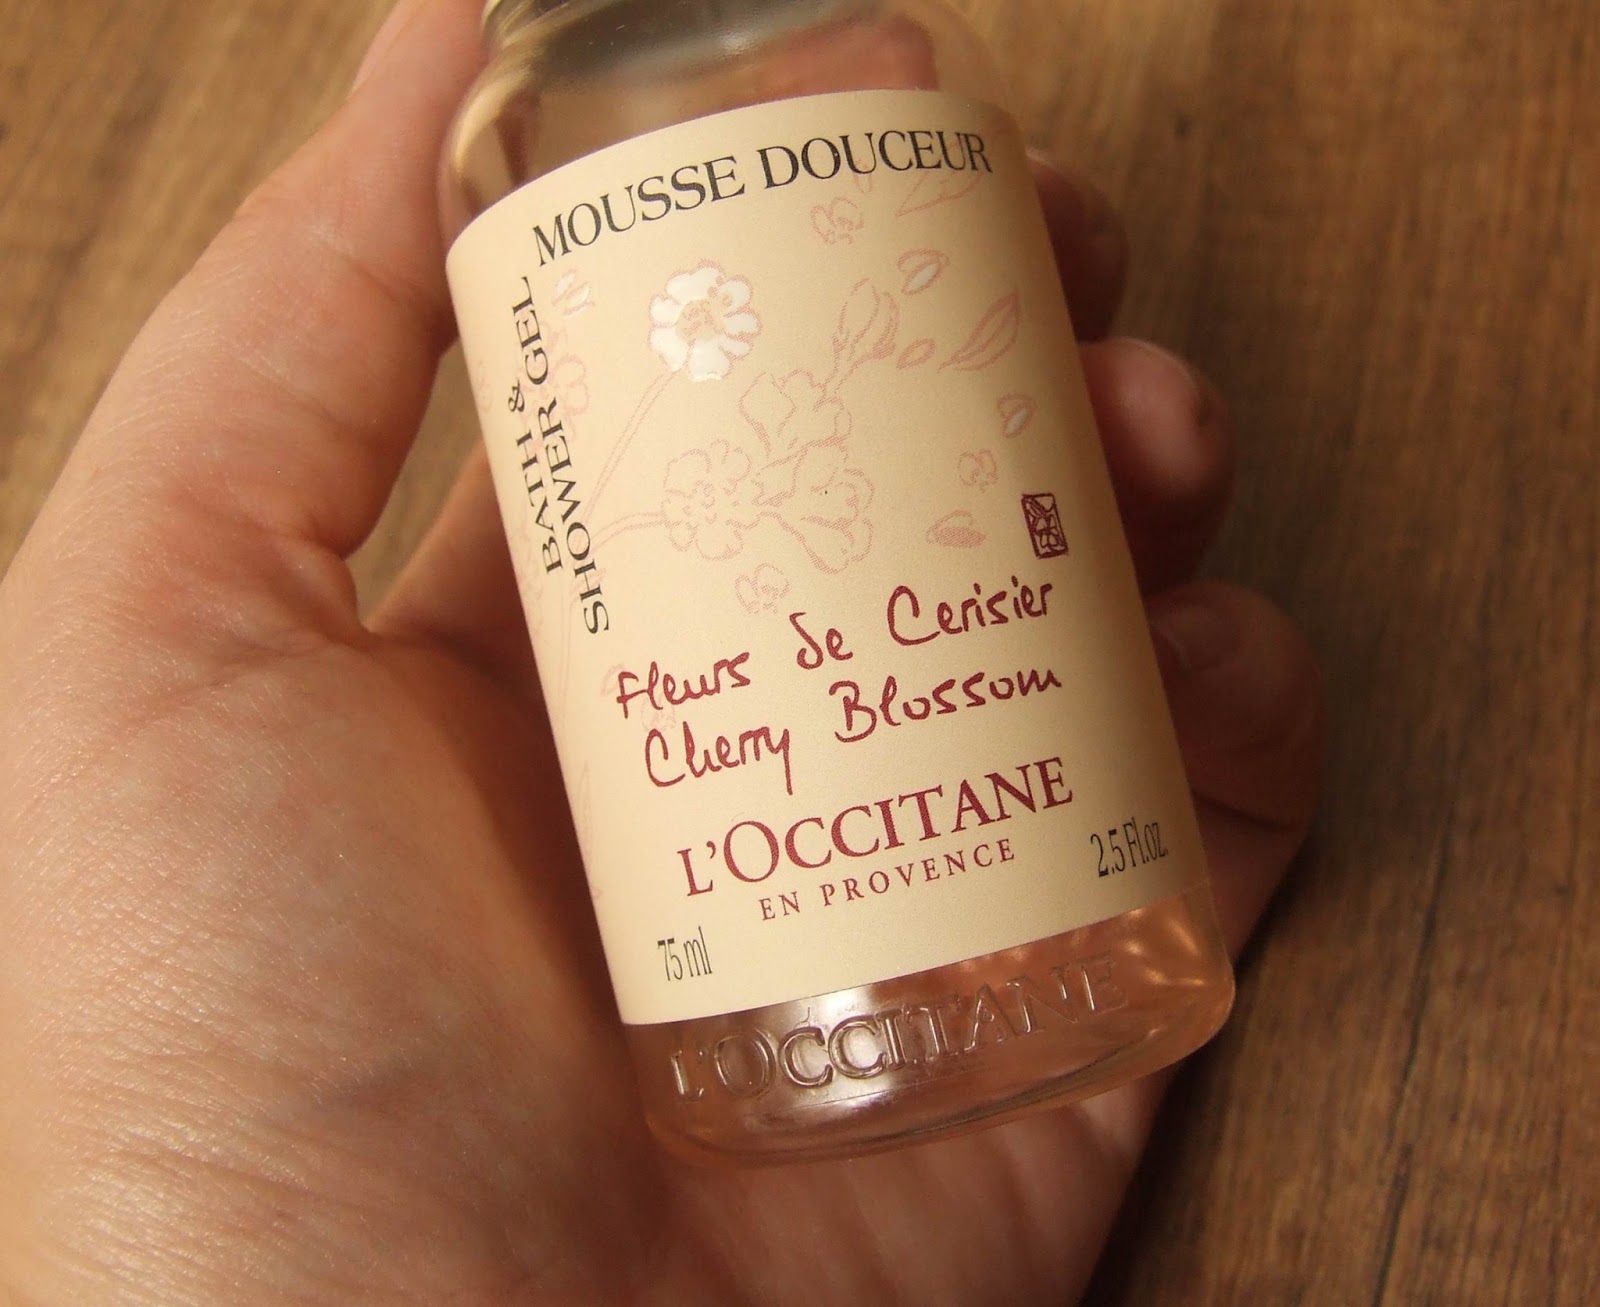 MOUSSE DOUCEUR
BATH &
SHOWER GEL
Fleurs de Cerisier
Cherry Blossom
L'OCCITANE
EN PROVENCE
75 ml
2.5 Fl.oz.
L'OCCITANE